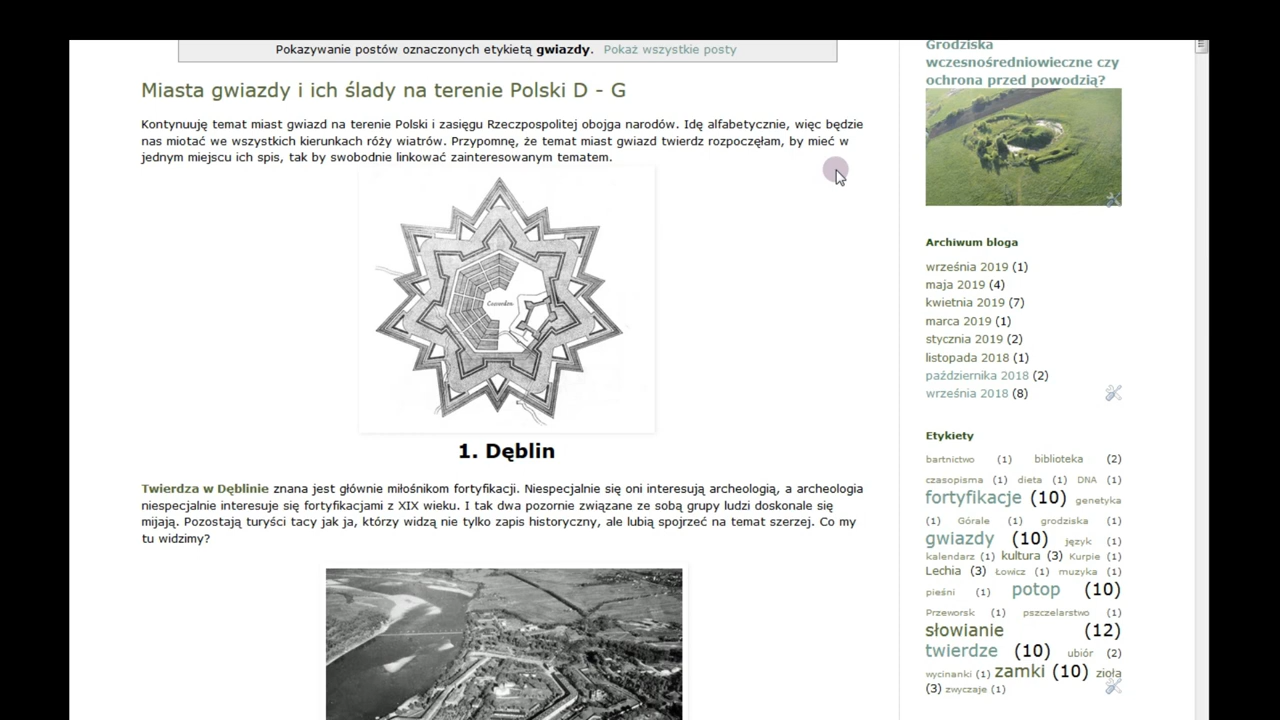 Pokazywanie postów oznaczonych etykietą gwiazdy. Pokaż wszystkie posty
Miasta gwiazdy i ich ślady na terenie Polski D - G
Kontynuuję temat miast gwiazd na terenie Polski i zasięgu Rzeczpospolitej obojga narodów. Idę alfabetycznie, więc będzie
nas miotać we wszystkich kierunkach róży wiatrów. Przypomnę, że temat miast gwiazd twierdz rozpoczęłam, by mieć w
jednym miejscu ich spis, tak by swobodnie linkować zainteresowanym tematem.
Coevorden
1. Dęblin
Twierdza w Dęblinie znana jest głównie miłośnikom fortyfikacji. Niespecjalnie się oni interesują archeologią, a archeologia
niespecjalnie interesuje się fortyfikacjami z XIX wieku. I tak dwa pozornie związane ze sobą grupy ludzi doskonale się
mijają. Pozostają turyści tacy jak ja, którzy widzą nie tylko zapis historyczny, ale lubią spojrzeć na temat szerzej. Co my
tu widzimy?
Grodziska
wczesnośredniowieczne czy
ochrona przed powodzią?
Archiwum bloga
września 2019 (1)
maja 2019 (4)
kwietnia 2019 (7)
marca 2019 (1)
stycznia 2019 (2)
listopada 2018 (1)
października 2018 (2)
września 2018 (8)
Etykiety
bartnictwo (1) biblioteka (2)
czasopisma (1) dieta (1) DNA (1)
fortyfikacje (10) genetyka
(1) Górale (1) grodziska (1)
gwiazdy (10) język (1)
kalendarz (1) kultura (3) Kurpie (1)
Lechia (3) Łowicz (1) muzyka (1)
pieśni (1) potop (10)
Przeworsk (1) pszczelarstwo (1)
słowianie (12)
twierdze (10) ubiór (2)
wycinanki (1) zamki (10) zioła
(3) zwyczaje (1)